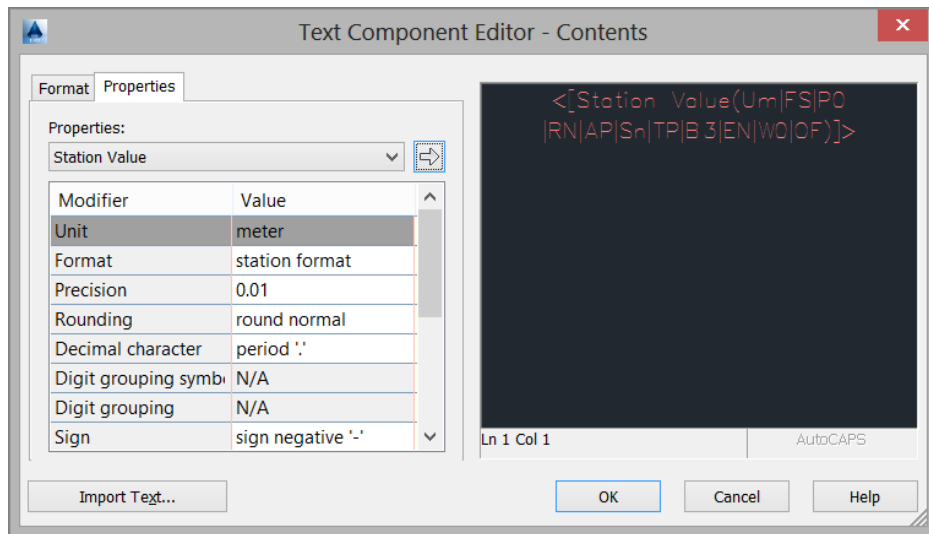 Text Component Editor - Contents
Format
Properties
Properties:
Station Value
Modifier Value
Unit meter
Format station format
Precision 0.01
Rounding round normal
Decimal character period '.'
Digit grouping symb N/A
Digit grouping N/A
Sign sign negative '-'
<[Station Value(Um|FS|P0
|RN|AP|Sn|TP|B3|EN|W0|OF)]>
Ln 1 Col 1
AutoCAPS
Import Text...
OK
Cancel
Help